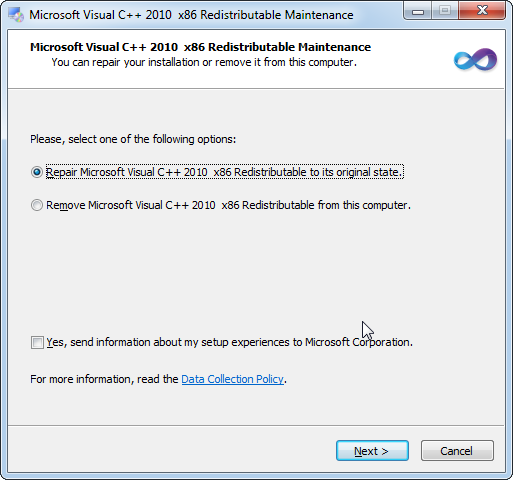 Microsoft Visual C++ 2010  x86 Redistributable Maintenance
Microsoft Visual C++ 2010  x86 Redistributable Maintenance
You can repair your installation or remove it from this computer.
Please, select one of the following options:
Repair Microsoft Visual C++ 2010  x86 Redistributable to its original state.
Remove Microsoft Visual C++ 2010  x86 Redistributable from this computer.
Yes, send information about my setup experiences to Microsoft Corporation.
For more information, read the Data Collection Policy.
Next >
Cancel